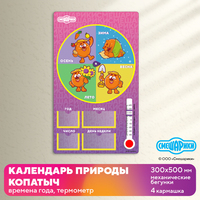 СМЕШАРИКИ
ЗИМА
ОСЕНЬ
ВЕСНА
ЛЕТО
ГОД
МЕСЯЦ
ЧИСЛО
ДЕНЬ НЕДЕЛИ
СМЕШАРИКИ
© ООО «Смешарики»
КАЛЕНДАРЬ ПРИРОДЫ
КОПАТЫЧ
времена года, термометр
300х500 мм
механические
бегунки
4 кармашка